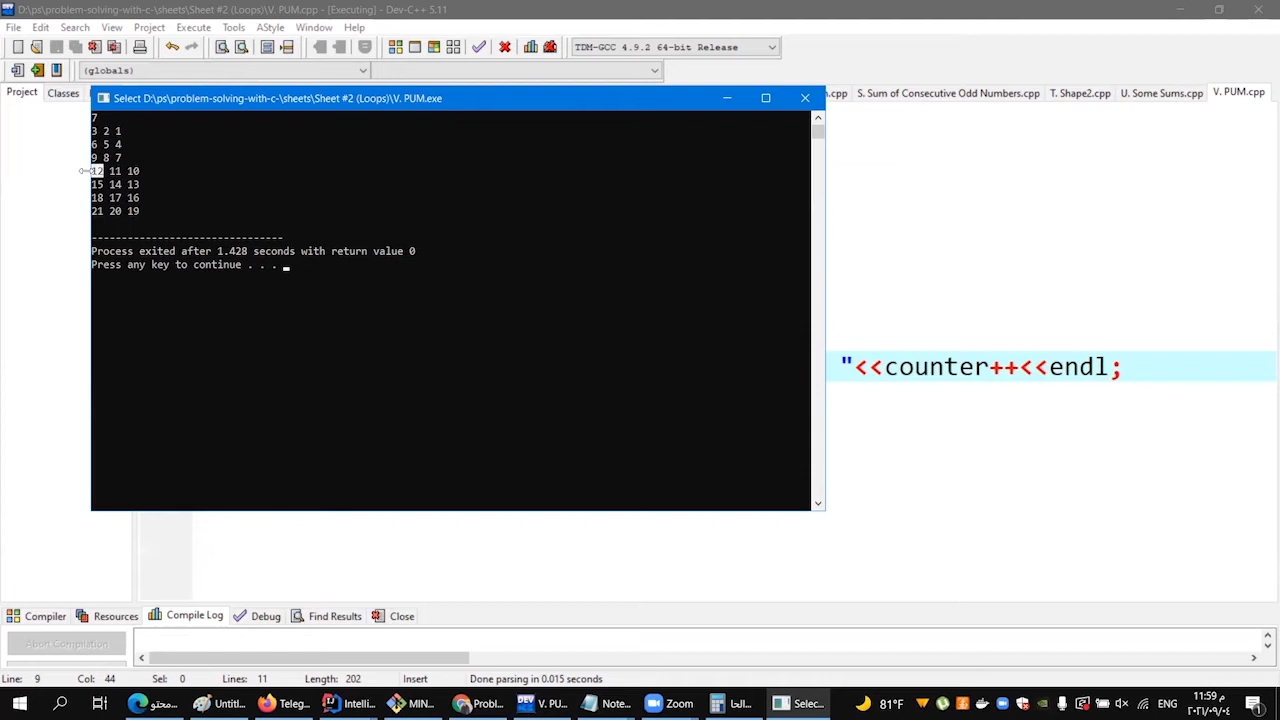 D:\ps\problem-solving-with-c-\sheets\Sheet #2 (Loops)\V. PUM.cpp - [Executing] - Dev-C++ 5.11
File Edit Search View Project Execute Tools AStyle Window Help
TDM-GCC 4.9.2 64-bit Release
(globals)
Project Classes
m.cpp S. Sum of Consecutive Odd Numbers.cpp T. Shape2.cpp U. Some Sums.cpp V. PUM.cpp
Select D:\ps\problem-solving-with-c-\sheets\Sheet #2 (Loops)\V. PUM.exe
7
3 2 1
6 5 4
9 8 7
12 11 10
15 14 13
18 17 16
21 20 19
--------------------------------
Process exited after 1.428 seconds with return value 0
Press any key to continue . . .
"<<counter++<<endl;
Compiler Resources Compile Log Debug Find Results Close
Abort Compilation
Line: 9 Col: 44 Sel: 0 Lines: 11 Length: 202 Insert Done parsing in 0.015 seconds
محتو... Untitl... Teleg... Intelli... MIN... Probl... V. PU... Note... Zoom الحا Selec... 81°F ENG 11:59
٢٠٢١/٠٩/٠٤